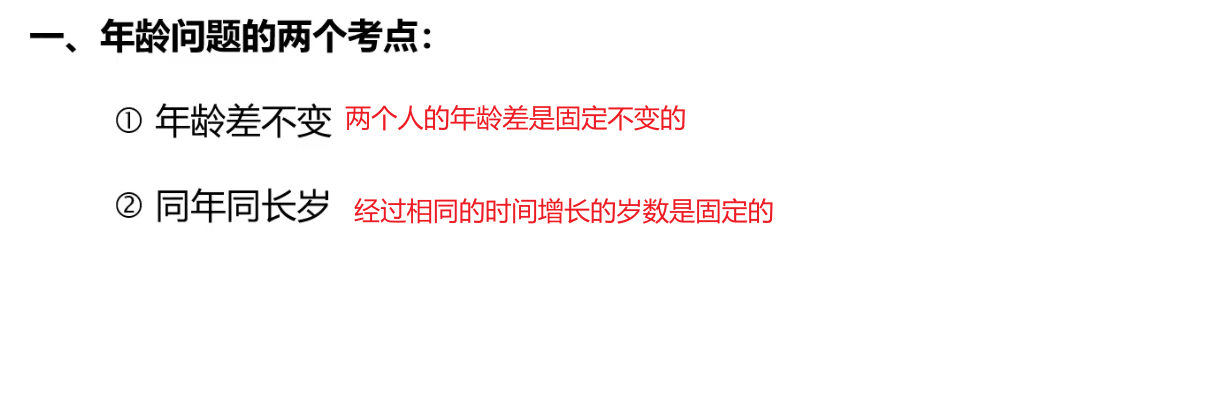 一、年龄问题的两个考点：
① 年龄差不变 两个人的年龄差是固定不变的
② 同年同长岁 经过相同的时间增长的岁数是固定的